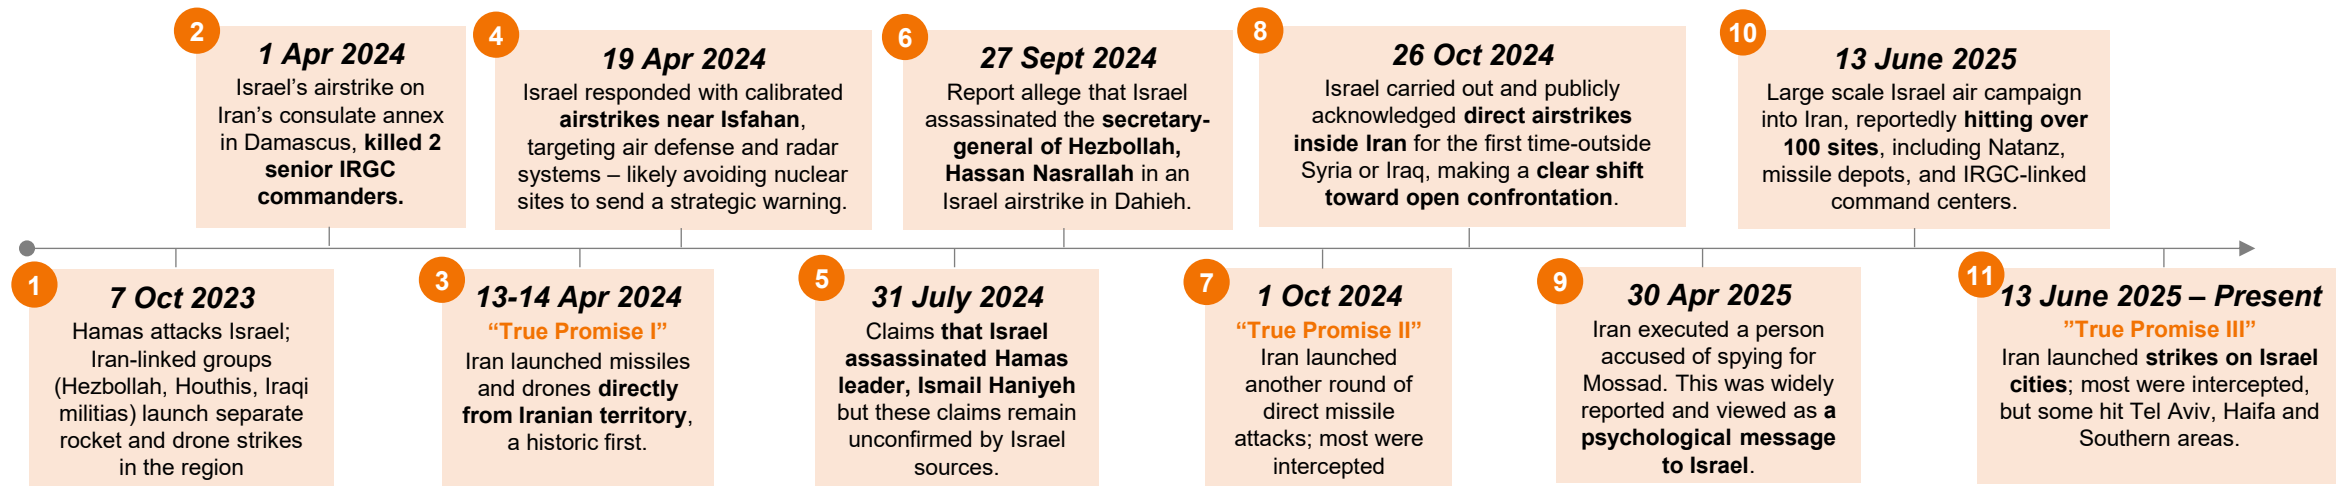 2
1 Apr 2024
Israel's airstrike on
Iran's consulate annex
in Damascus, killed 2
senior IRGC
commanders.
4
19 Apr 2024
Israel responded with calibrated
airstrikes near Isfahan,
targeting air defense and radar
systems – likely avoiding nuclear
sites to send a strategic warning.
6
27 Sept 2024
Report allege that Israel
assassinated the secretary-
general of Hezbollah,
Hassan Nasrallah in an
Israel airstrike in Dahieh.
8
26 Oct 2024
Israel carried out and publicly
acknowledged direct airstrikes
inside Iran for the first time-outside
Syria or Iraq, making a clear shift
toward open confrontation.
10
13 June 2025
Large scale Israel air campaign
into Iran, reportedly hitting over
100 sites, including Natanz,
missile depots, and IRGC-linked
command centers.
1
7 Oct 2023
Hamas attacks Israel;
Iran-linked groups
(Hezbollah, Houthis, Iraqi
militias) launch separate
rocket and drone strikes
in the region
3
13-14 Apr 2024
“True Promise I”
Iran launched missiles
and drones directly
from Iranian territory,
a historic first.
5
31 July 2024
Claims that Israel
assassinated Hamas
leader, Ismail Haniyeh
but these claims remain
unconfirmed by Israel
sources.
7
1 Oct 2024
“True Promise II”
Iran launched
another round of
direct missile
attacks; most were
intercepted
9
30 Apr 2025
Iran executed a person
accused of spying for
Mossad. This was widely
reported and viewed as a
psychological message
to Israel.
11
13 June 2025 – Present
”True Promise III”
Iran launched strikes on Israel
cities; most were intercepted,
but some hit Tel Aviv, Haifa and
Southern areas.